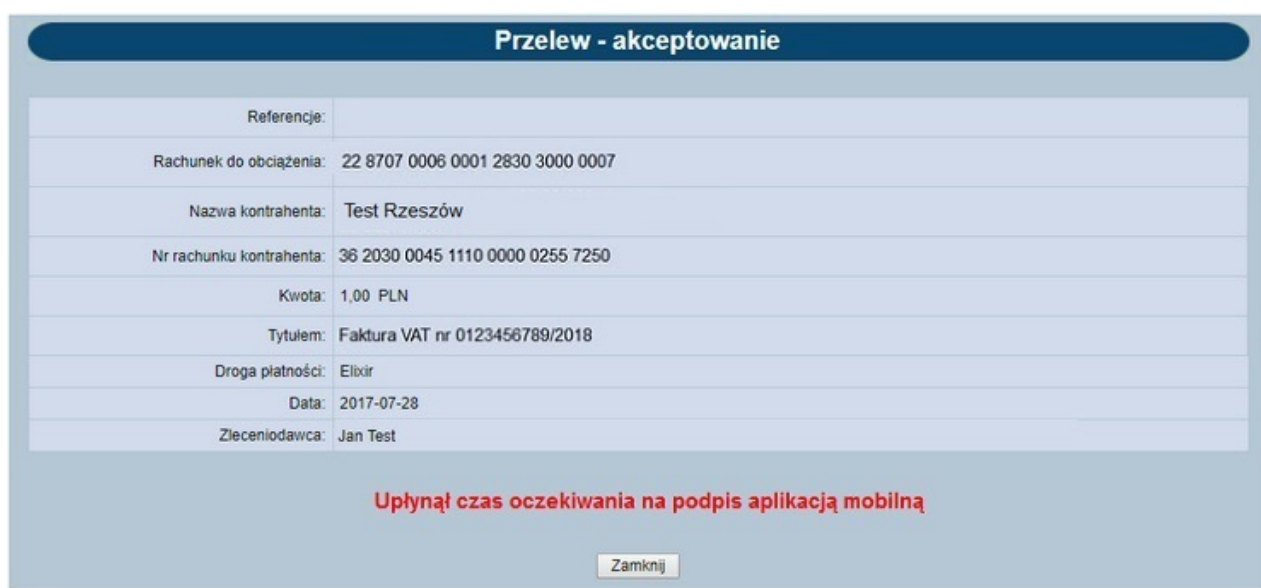 Przelew - akceptowanie
Referencje:
Rachunek do obciążenia: 22 8707 0006 0001 2830 3000 0007
Nazwa kontrahenta: Test Rzeszów
Nr rachunku kontrahenta: 36 2030 0045 1110 0000 0255 7250
Kwota: 1,00 PLN
Tytułem: Faktura VAT nr 0123456789/2018
Droga płatności: Elixir
Data: 2017-07-28
Zleceniodawca: Jan Test
Upłynął czas oczekiwania na podpis aplikacją mobilną
Zamknij